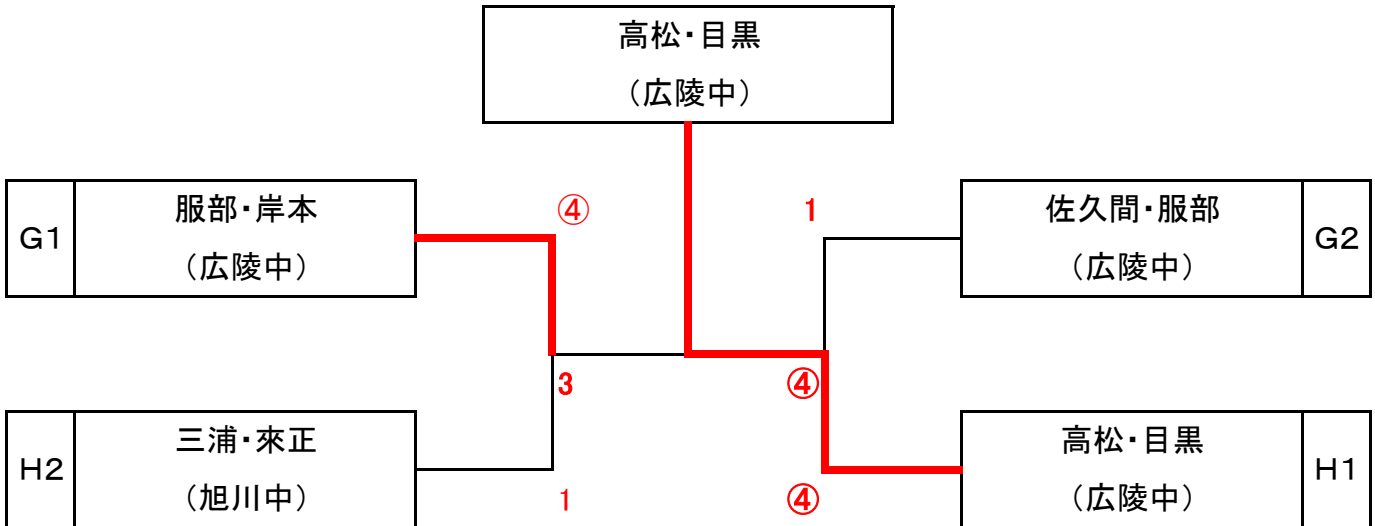 高松・目黒
（広陵中）
G1
服部・岸本
（広陵中）
④
1
佐久間・服部
（広陵中）
G2
3
④
H2
三浦・來正
（旭川中）
1
④
高松・目黒
（広陵中）
H1